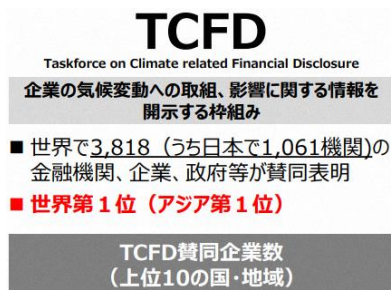 TCFD
Taskforce on Climate related Financial Disclosure
企業の気候変動への取組、影響に関する情報を
開示する枠組み
■ 世界で3,818（うち日本で1,061機関)の
金融機関、企業、政府等が賛同表明
■ 世界第１位（アジア第１位）
TCFD賛同企業数
（上位10の国・地域）